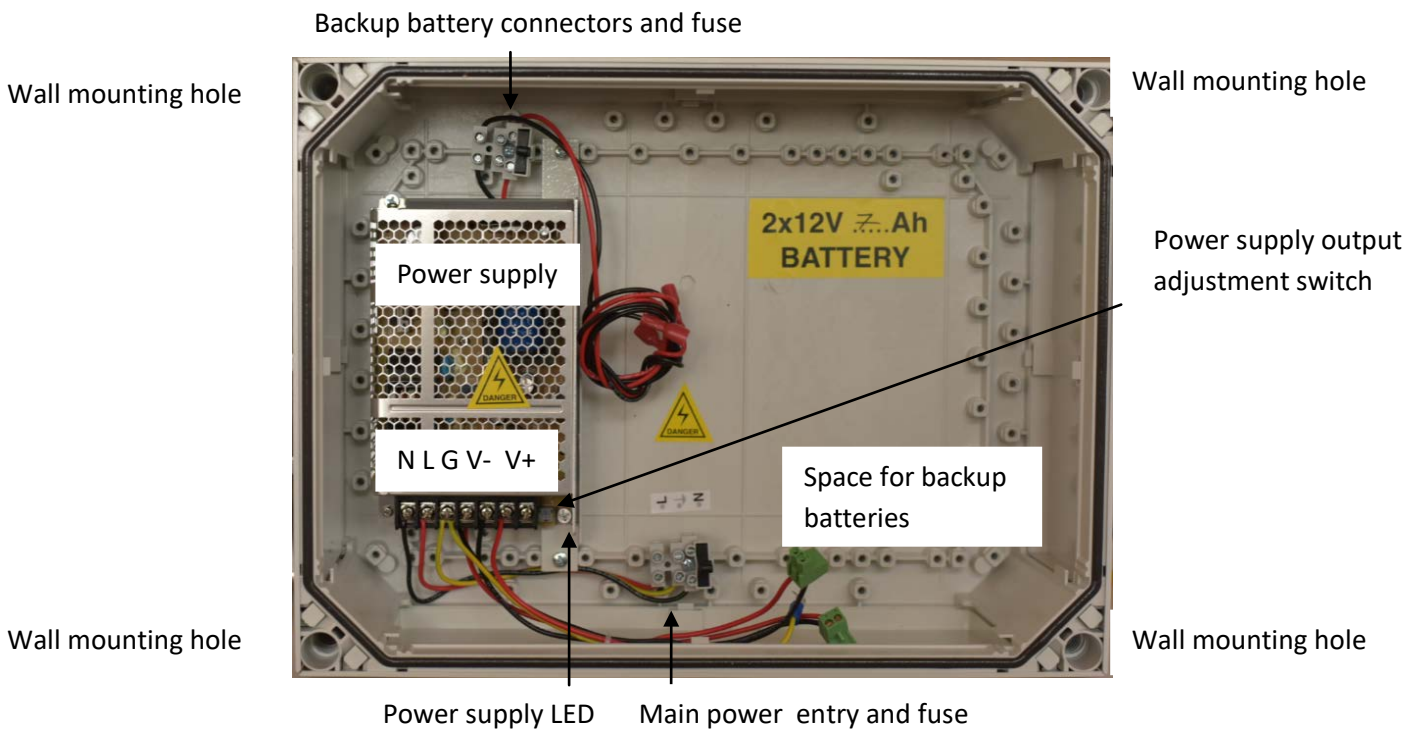 Backup battery connectors and fuse
Wall mounting hole
Wall mounting hole
2x12V 7....Ah
BATTERY
Power supply output
adjustment switch
Power supply
DANGER
DANGER
N L G V- V+
Space for backup
batteries
L
N
Wall mounting hole
Wall mounting hole
Power supply LED
Main power entry and fuse